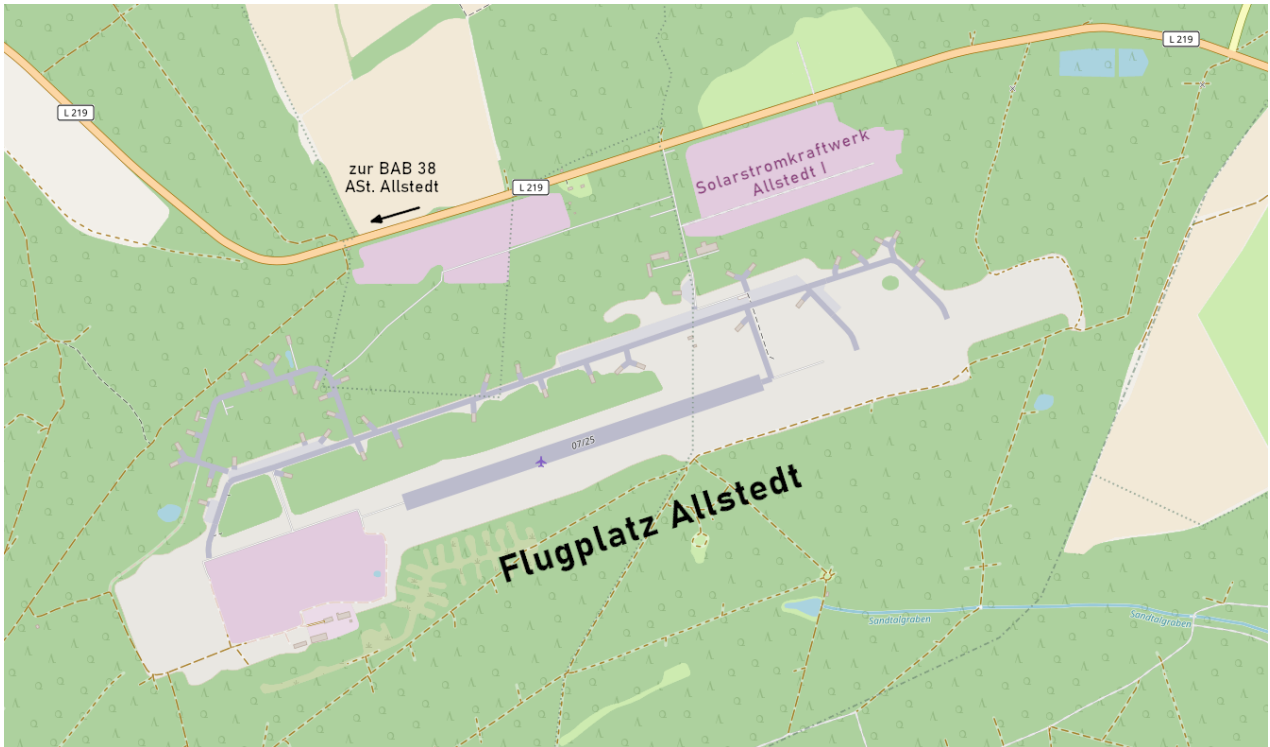 L 219
L 219
zur BAB 38
ASt. Allstedt
L 219
Solarstromkraftwerk
Allstedt I
07/25
Flugplatz Allstedt
Sandtalgraben
Sandtalgraben